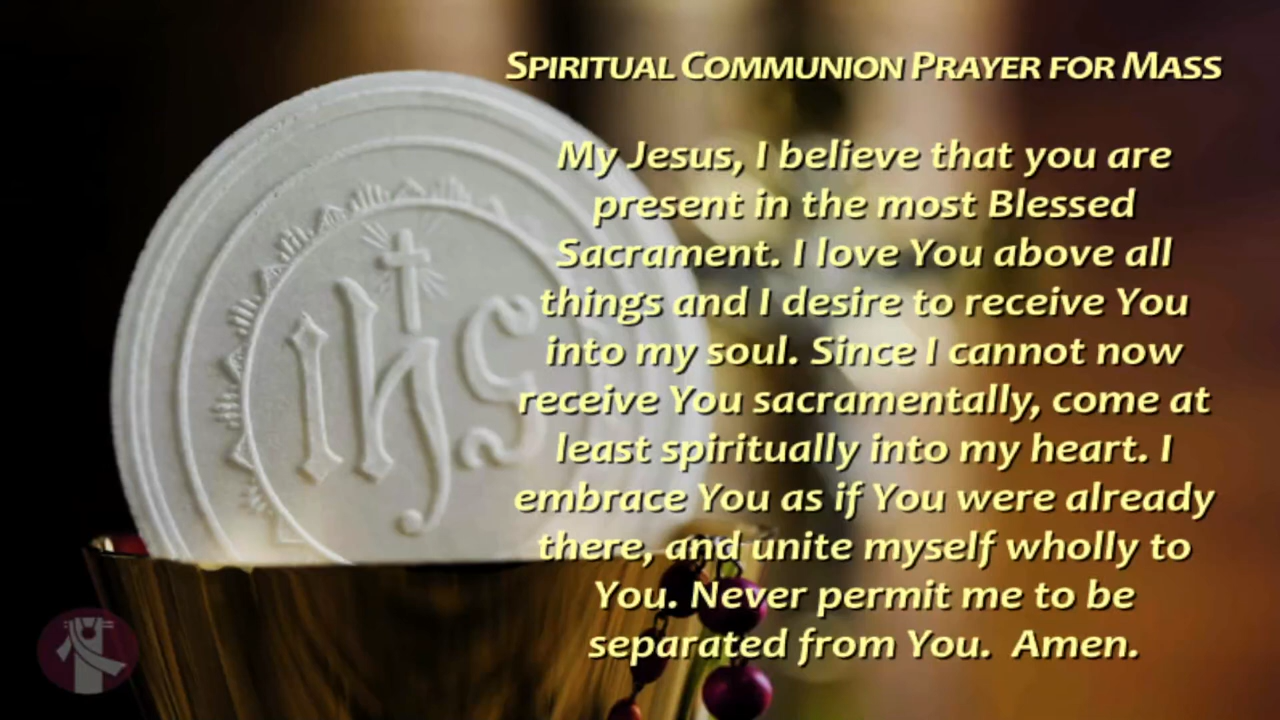 SPIRITUAL COMMUNION PRAYER FOR MASS
My Jesus, I believe that you are
present in the most Blessed
Sacrament. I love You above all
things and I desire to receive You
into my soul. Since I cannot now
receive You sacramentally, come at
least spiritually into my heart. I
embrace You as if You were already
there, and unite myself wholly to
You. Never permit me to be
separated from You.  Amen.
ihs